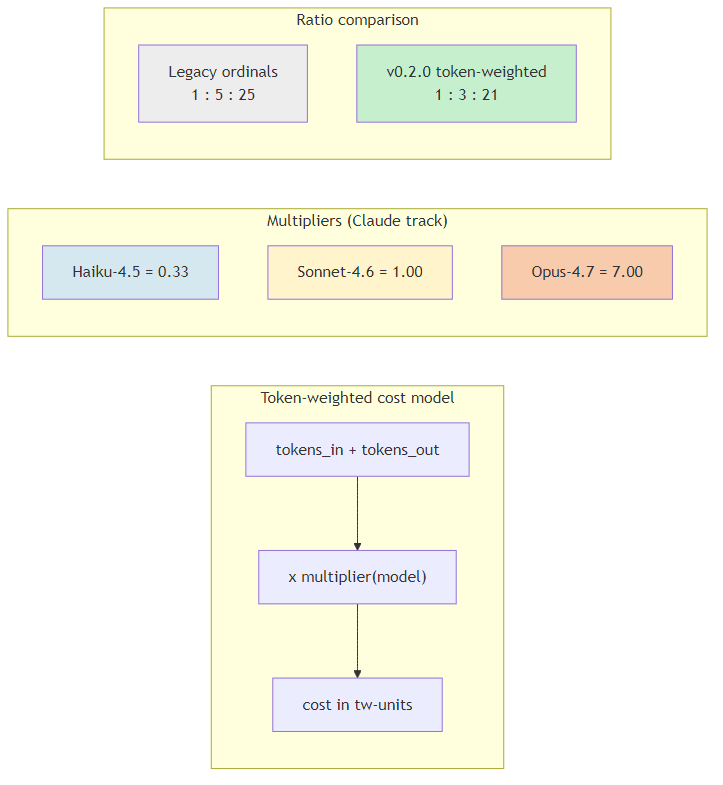 Ratio comparison
Legacy ordinals
1 : 5 : 25
v0.2.0 token-weighted
1 : 3 : 21
Multipliers (Claude track)
Haiku-4.5 = 0.33
Sonnet-4.6 = 1.00
Opus-4.7 = 7.00
Token-weighted cost model
tokens_in + tokens_out
x multiplier(model)
cost in tw-units